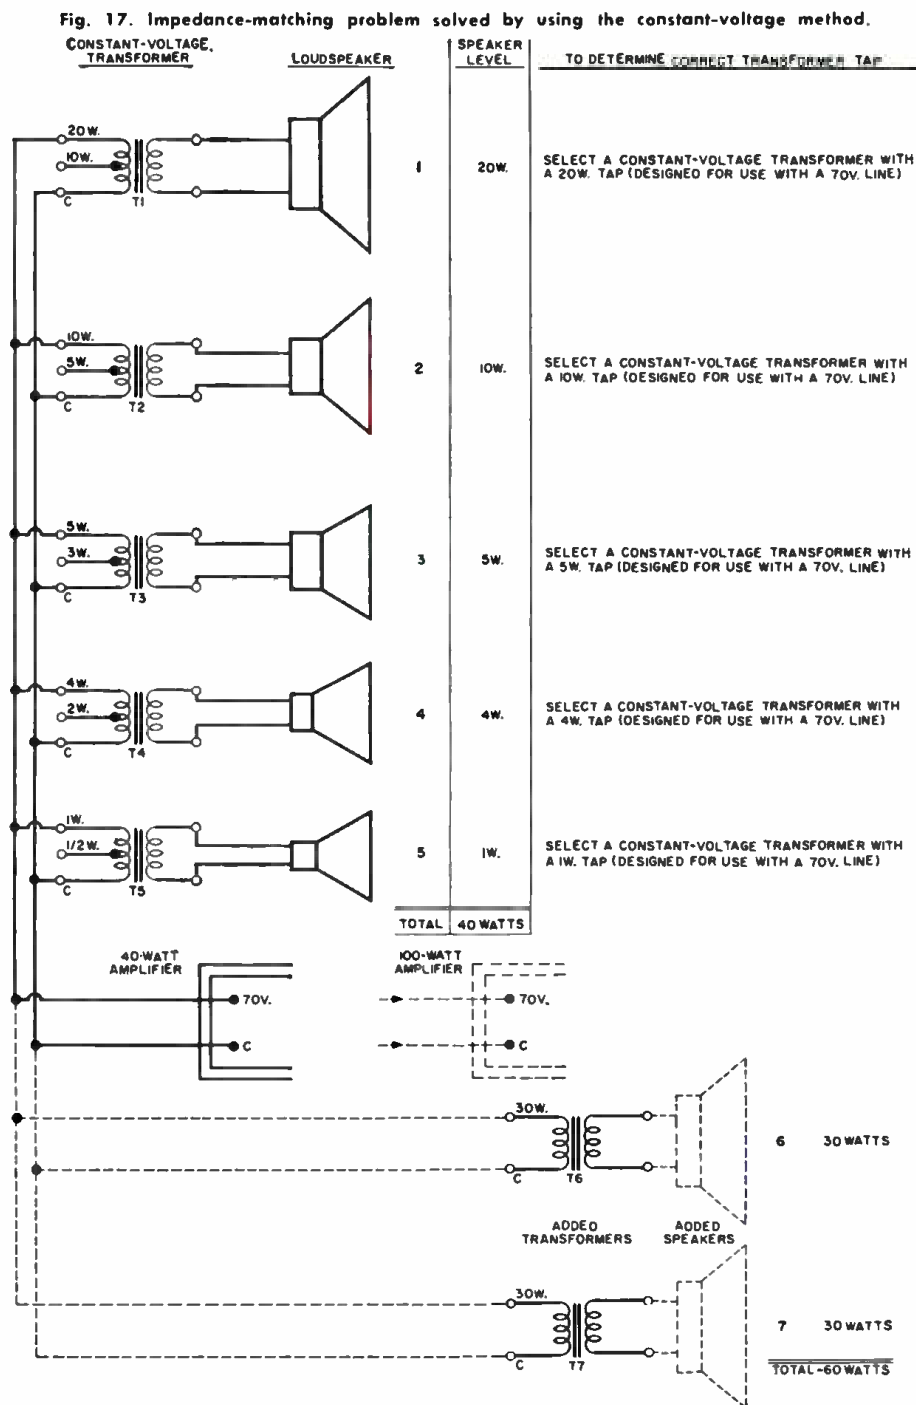 Fig. 17. Impedance-matching problem solved by using the constant-voltage method.
CONSTANT-VOLTAGE,
TRANSFORMER
LOUDSPEAKER
SPEAKER
LEVEL
TO DETERMINE CORRECT TRANSFORMER TAP
20W.
10W.
C
T1
1
20W.
SELECT A CONSTANT-VOLTAGE TRANSFORMER WITH
A 20W. TAP (DESIGNED FOR USE WITH A 70V. LINE)
10W.
5W.
C
T2
2
10W.
SELECT A CONSTANT-VOLTAGE TRANSFORMER WITH
A 10W. TAP (DESIGNED FOR USE WITH A 70V. LINE)
5W.
3W.
C
T3
3
5W.
SELECT A CONSTANT-VOLTAGE TRANSFORMER WITH
A 5W. TAP (DESIGNED FOR USE WITH A 70V. LINE)
4W.
2W.
C
T4
4
4W.
SELECT A CONSTANT-VOLTAGE TRANSFORMER WITH
A 4W. TAP (DESIGNED FOR USE WITH A 70V. LINE)
1W.
1/2W.
C
T5
5
1W.
SELECT A CONSTANT-VOLTAGE TRANSFORMER WITH
A 1W. TAP (DESIGNED FOR USE WITH A 70V. LINE)
TOTAL
40 WATTS
40-WATT
AMPLIFIER
70V.
C
100-WATT
AMPLIFIER
70V.
C
30W.
C
T6
6
30 WATTS
ADDED
TRANSFORMERS
ADDED
SPEAKERS
30W.
C
T7
7
30 WATTS
TOTAL-60WATTS